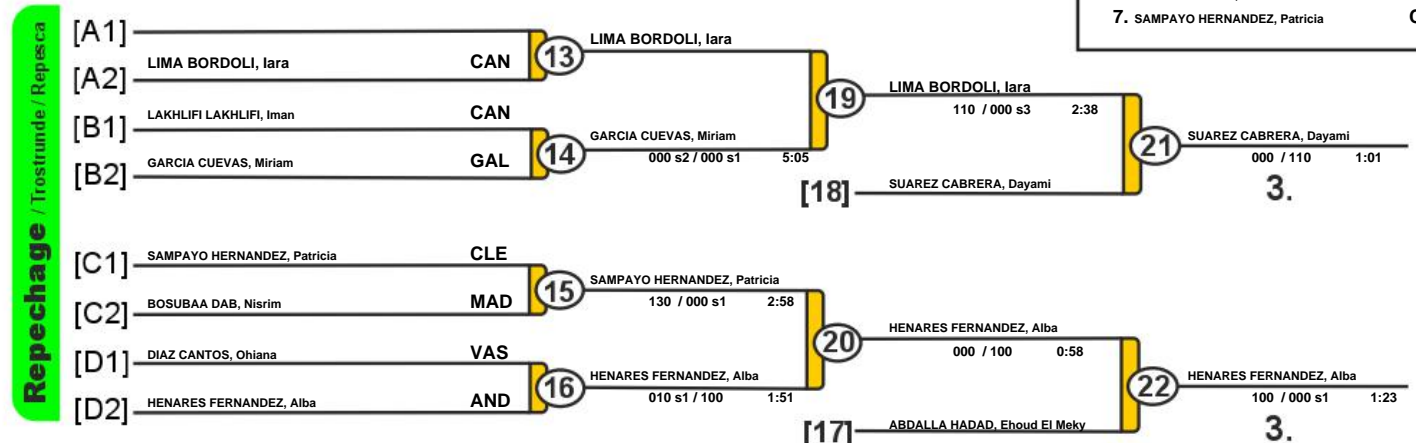 7. SAMPAYO HERNANDEZ, Patricia
Repechage / Trostrunde / Repesca
[A1]
LIMA BORDOLI, Iara CAN
[A2]
13
LIMA BORDOLI, Iara
LAKHLIFI LAKHLIFI, Iman CAN
[B1]
GARCIA CUEVAS, Miriam GAL
[B2]
14
GARCIA CUEVAS, Miriam
000 s2 / 000 s1 5:05
19
LIMA BORDOLI, Iara
110 / 000 s3 2:38
[18] SUAREZ CABRERA, Dayami
21
SUAREZ CABRERA, Dayami
000 / 110 1:01
3.
SAMPAYO HERNANDEZ, Patricia CLE
[C1]
BOSUBAA DAB, Nisrim MAD
[C2]
15
SAMPAYO HERNANDEZ, Patricia
130 / 000 s1 2:58
DIAZ CANTOS, Ohiana VAS
[D1]
HENARES FERNANDEZ, Alba AND
[D2]
16
HENARES FERNANDEZ, Alba
010 s1 / 100 1:51
20
HENARES FERNANDEZ, Alba
000 / 100 0:58
[17] ABDALLA HADAD, Ehoud El Meky
22
HENARES FERNANDEZ, Alba
100 / 000 s1 1:23
3.